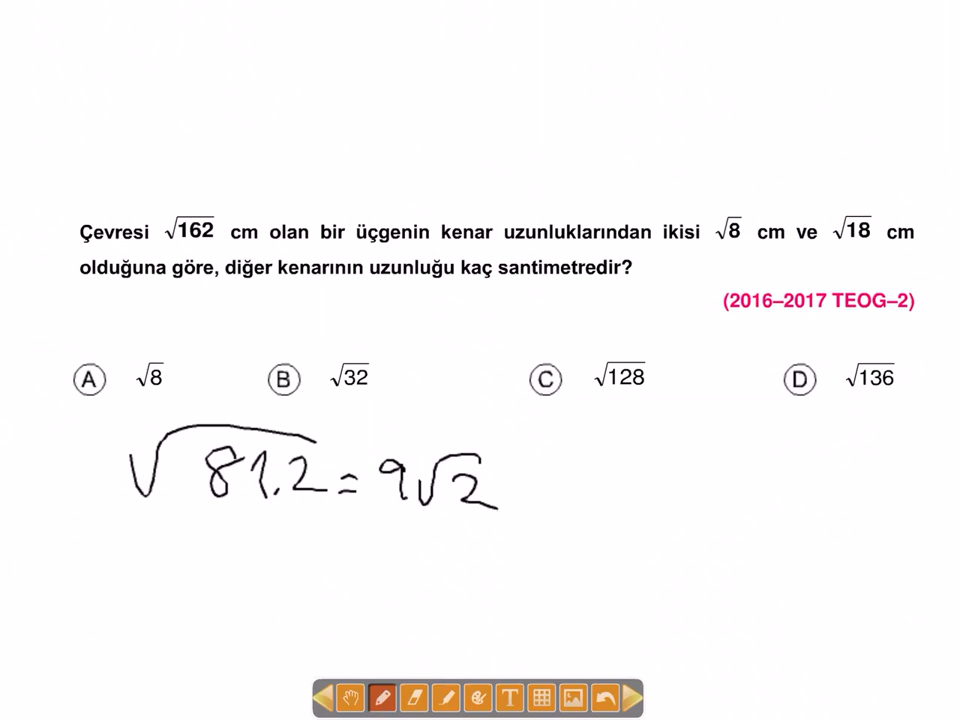 Çevresi √162 cm olan bir üçgenin kenar uzunluklarından ikisi √8 cm ve √18 cm
olduğuna göre, diğer kenarının uzunluğu kaç santimetredir?
(2016–2017 TEOG–2)
A √8 B √32 C √128 D √136
√81.2 = 9√2
T